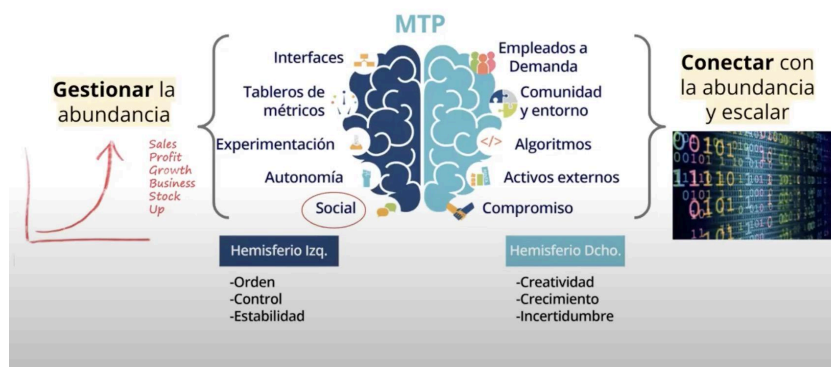 MTP
Gestionar la
abundancia
Sales
Profit
Growth
Business
Stock
Up
Interfaces
Tableros de
métricos
Experimentación
Autonomía
Social
Empleados a
Demanda
Comunidad
y entorno
</>
Algoritmos
Activos externos
Compromiso
Conectar con
la abundancia
y escalar
Hemisferio Izq.
-Orden
-Control
-Estabilidad
Hemisferio Dcho.
-Creatividad
-Crecimiento
-Incertidumbre